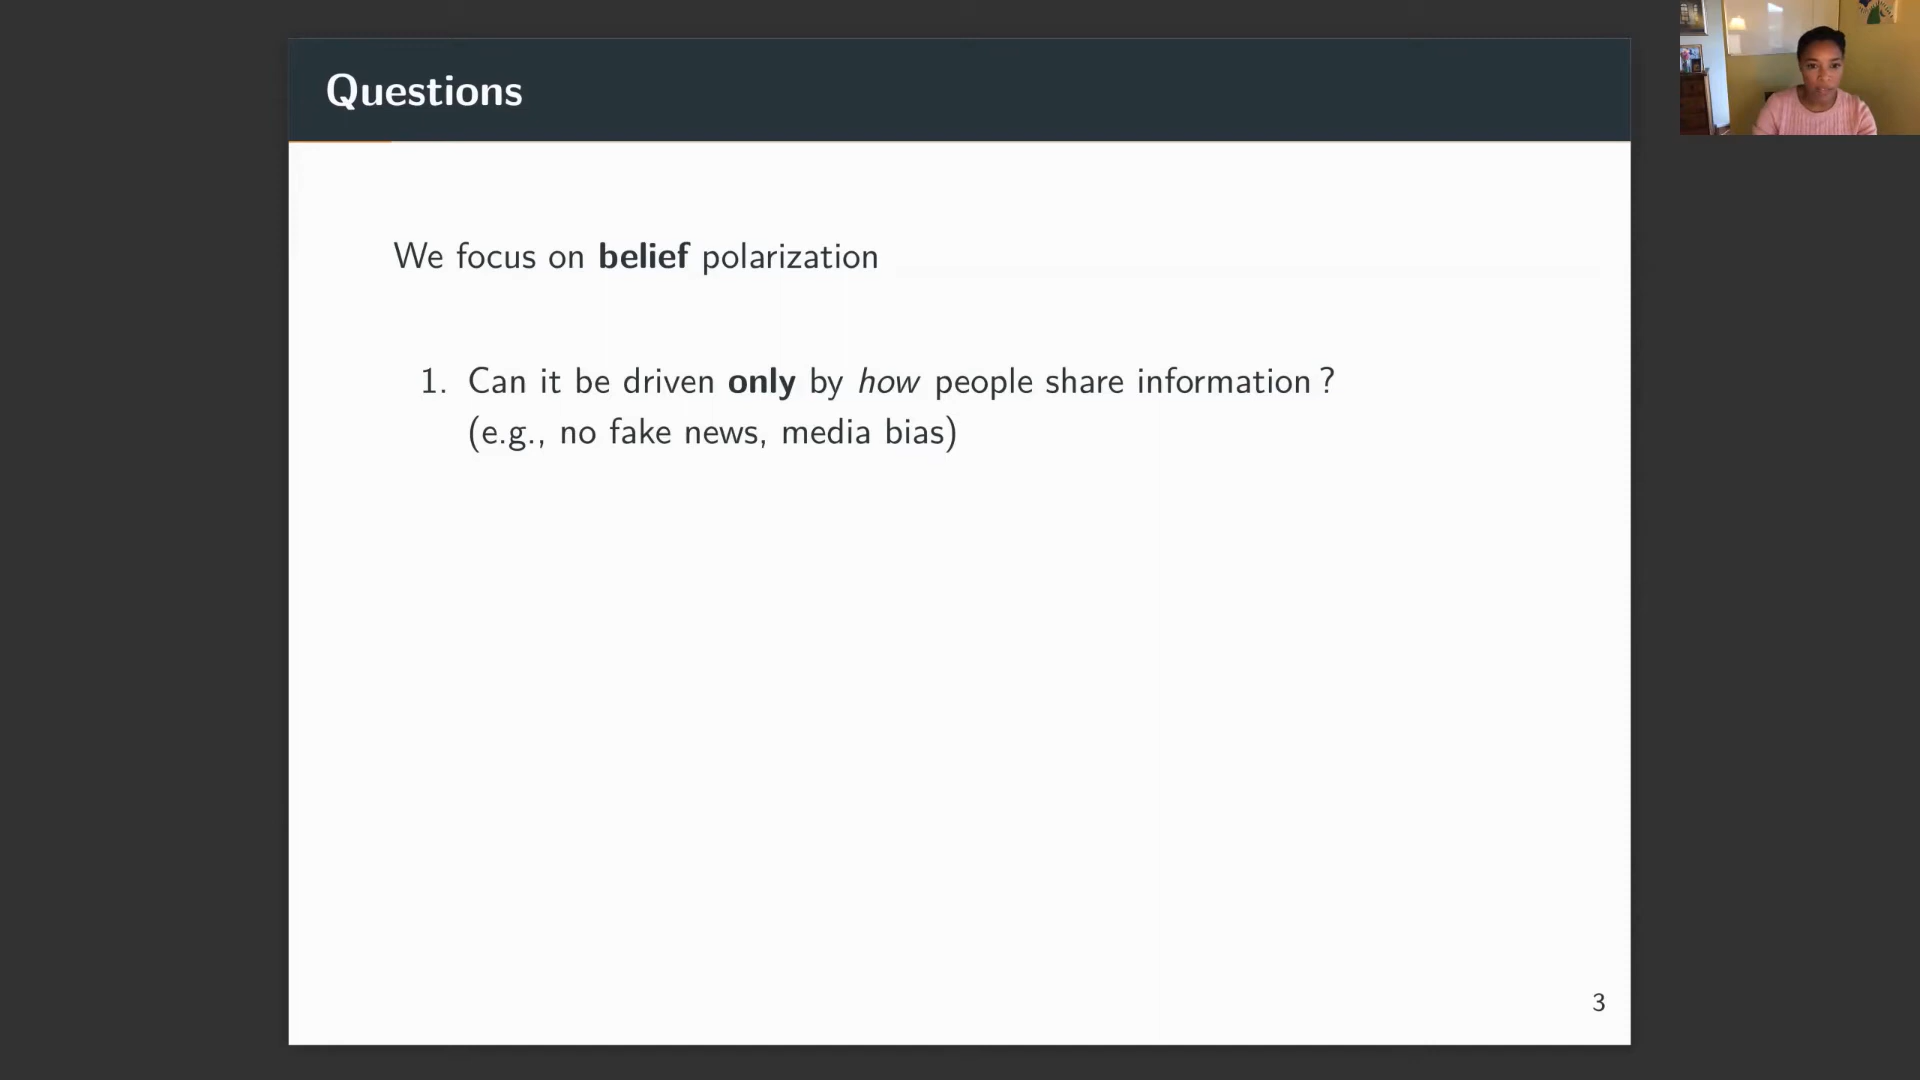 Questions
We focus on belief polarization
1. Can it be driven only by how people share information ?
(e.g., no fake news, media bias)
3